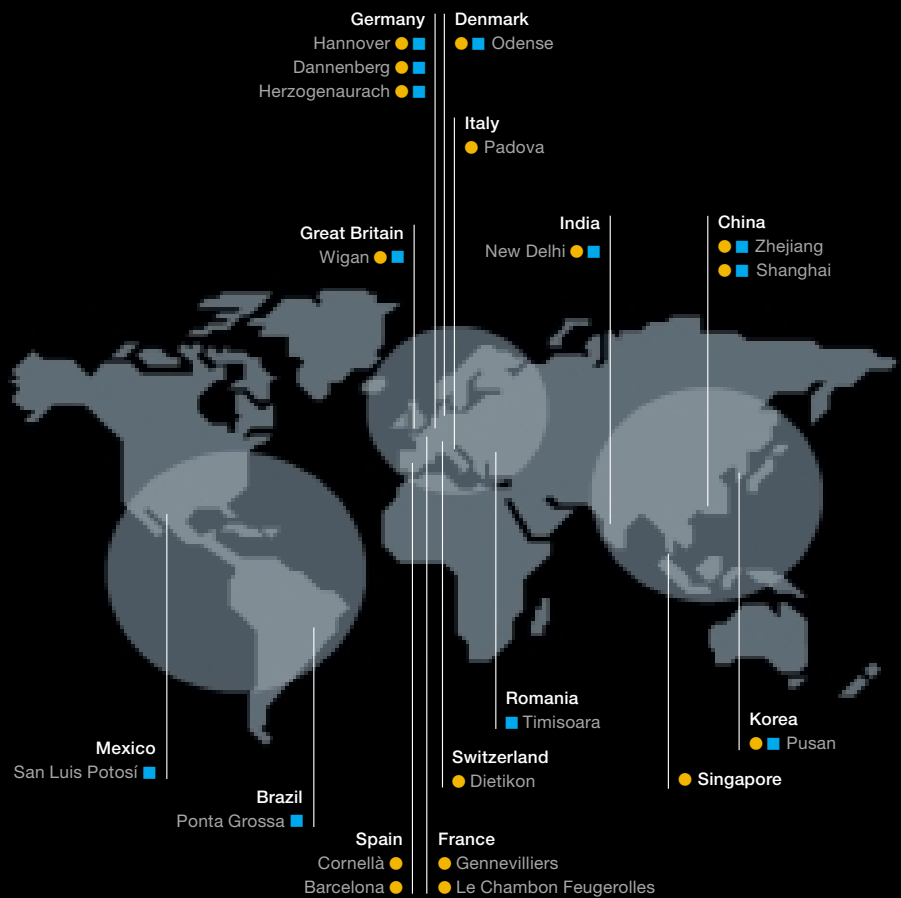 Germany
Hannover
Dannenberg
Herzogenaurach
Denmark
Odense
Italy
Padova
Great Britain
Wigan
India
New Delhi
China
Zhejiang
Shanghai
Mexico
San Luis Potosí
Brazil
Ponta Grossa
Spain
Cornellà
Barcelona
France
Gennevilliers
Le Chambon Feugerolles
Switzerland
Dietikon
Romania
Timisoara
Singapore
Korea
Pusan